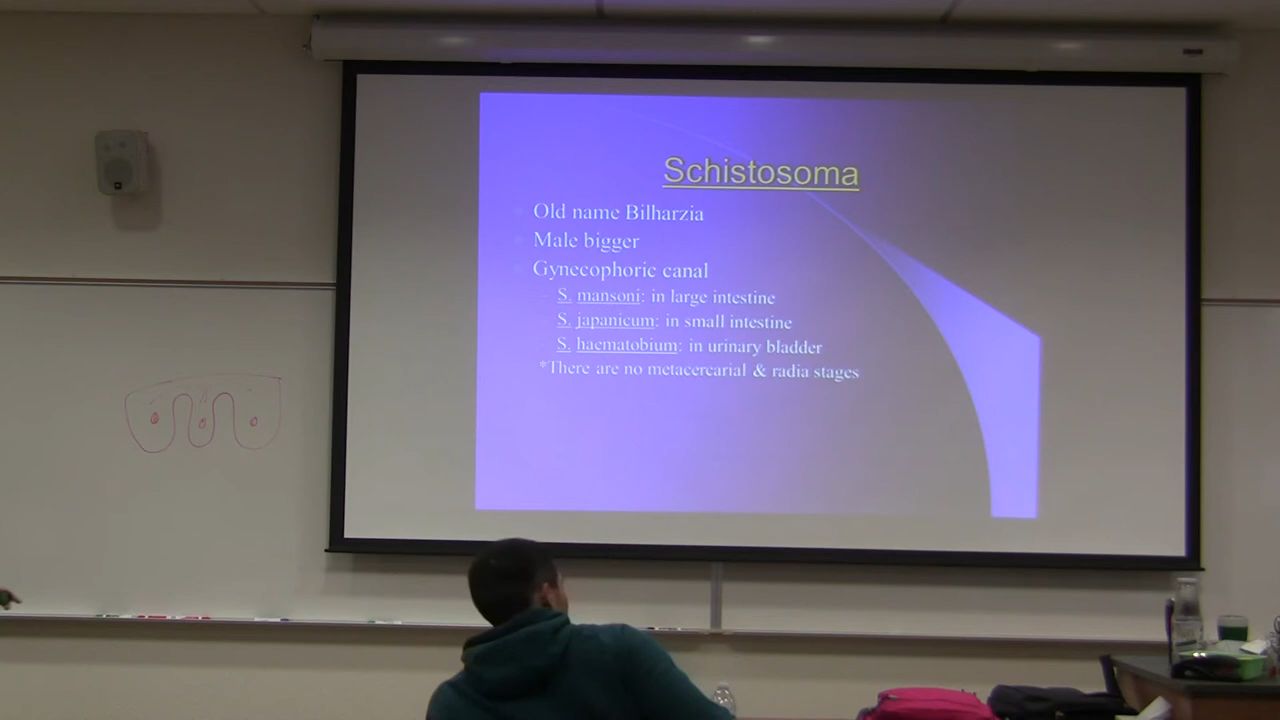 Schistosoma
Old name Bilharzia
Male bigger
Gynecophoric canal
S. mansoni: in large intestine
S. japanicum: in small intestine
S. haematobium: in urinary bladder
*There are no metacercarial & radia stages